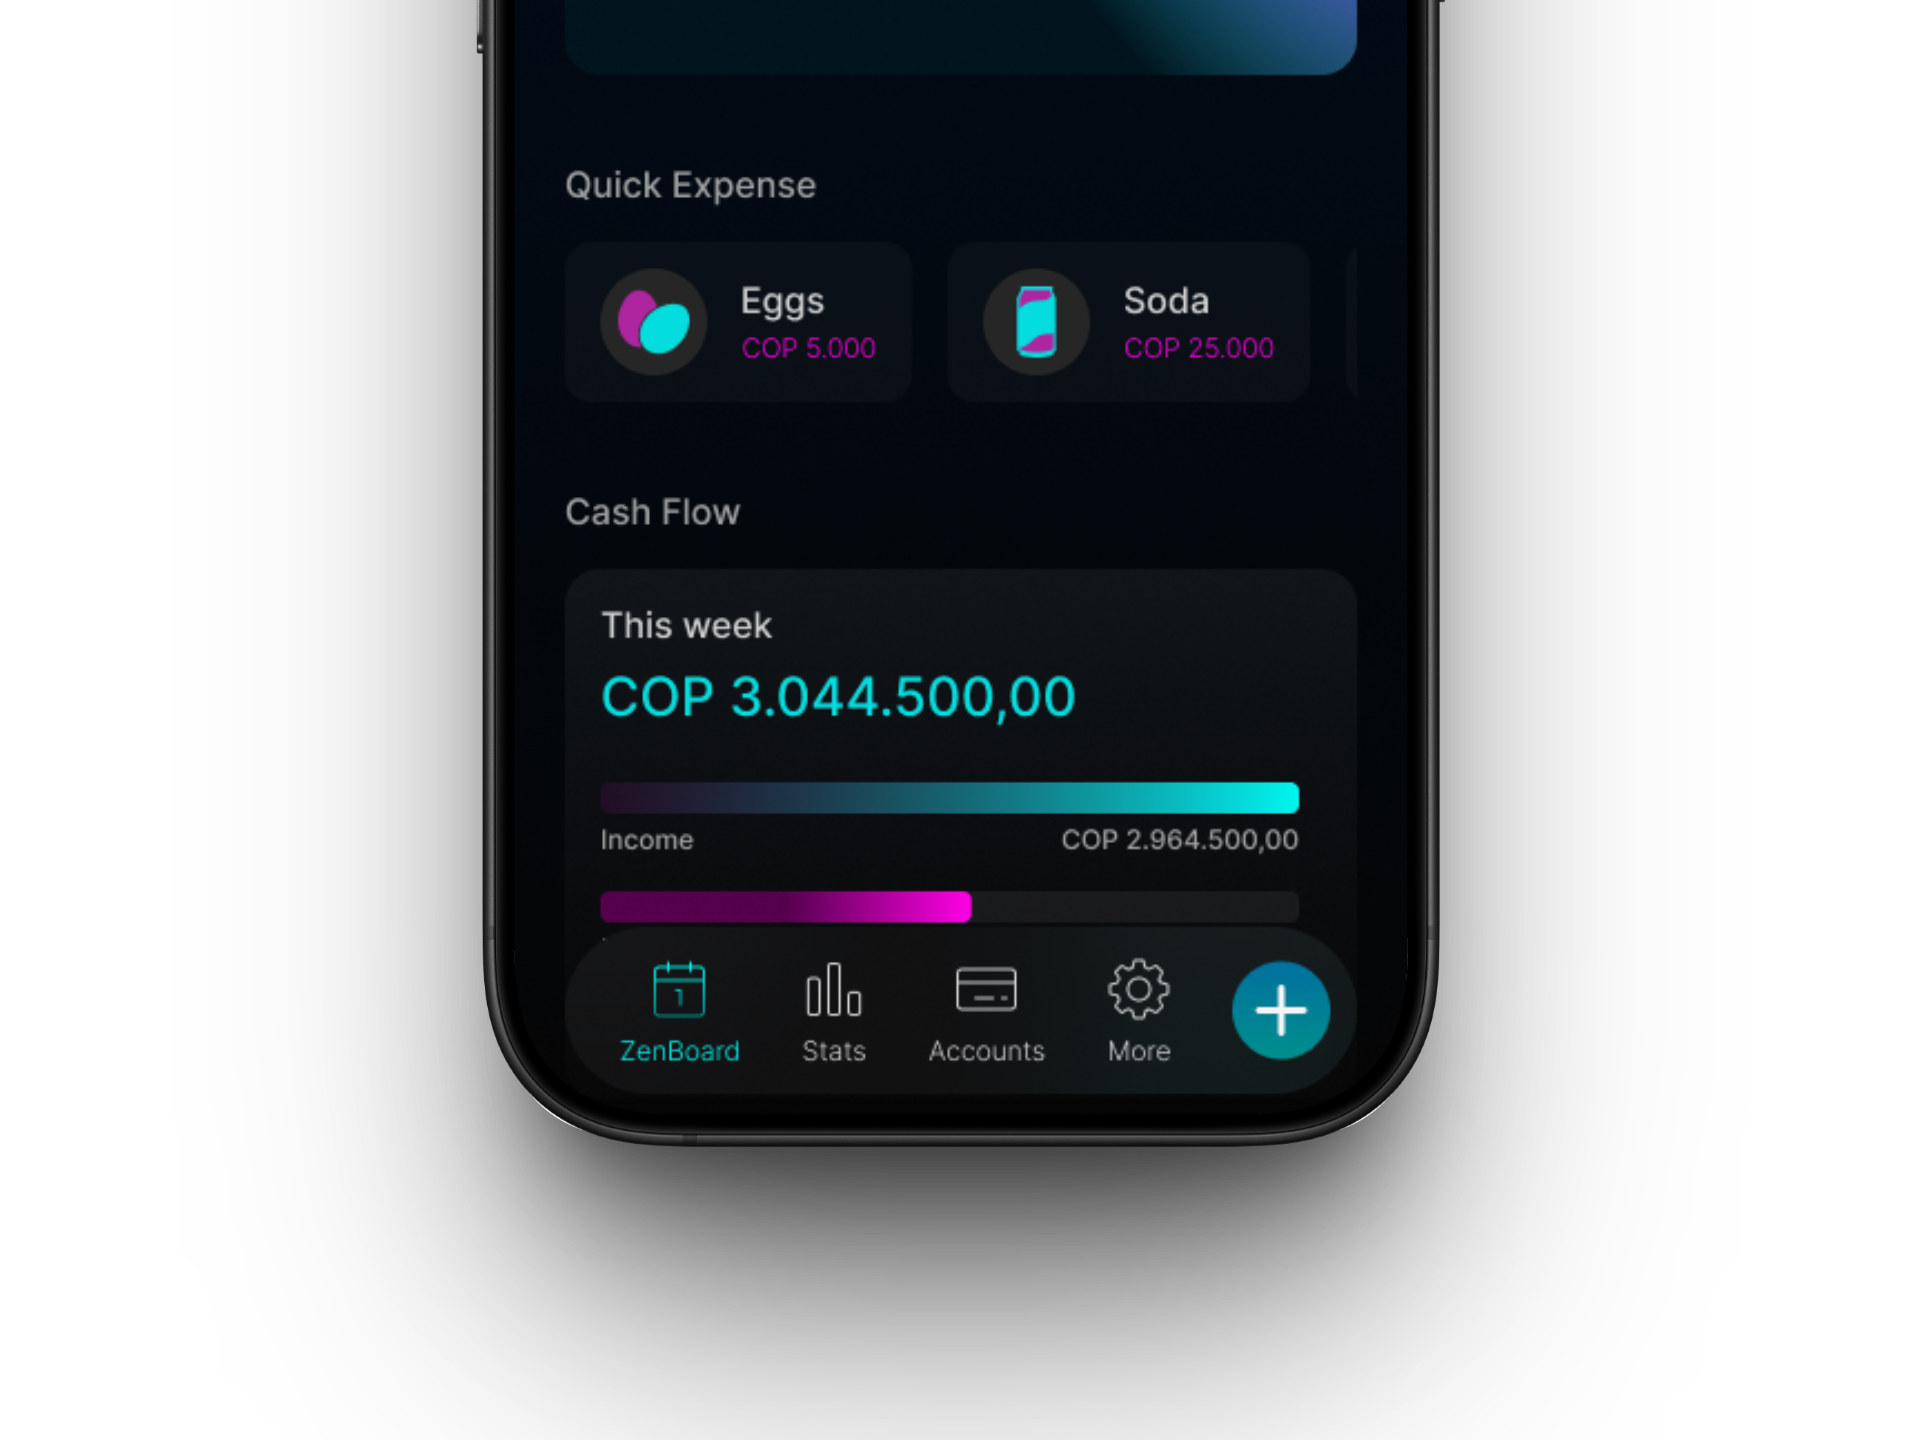 Quick Expense
Eggs
COP 5.000
Soda
COP 25.000
Cash Flow
This week
COP 3.044.500,00
Income
COP 2.964.500,00
1
ZenBoard
Stats
Accounts
More